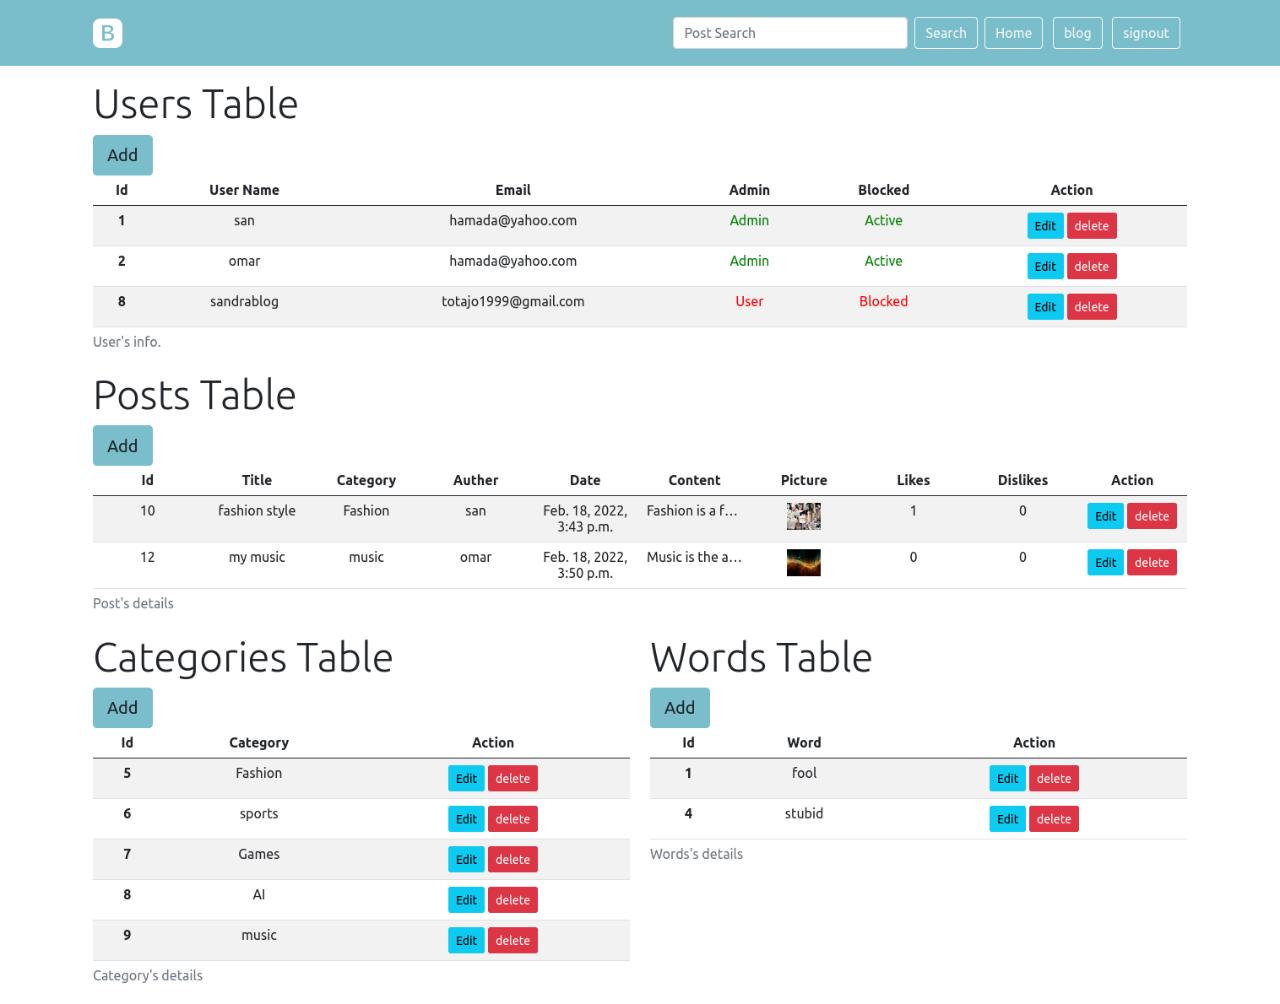 B Post Search Search Home blog signout
Users Table
Add
Id User Name Email Admin Blocked Action
1 san hamada@yahoo.com Admin Active Edit delete
2 omar hamada@yahoo.com Admin Active Edit delete
8 sandrablog totajo1999@gmail.com User Blocked Edit delete
User's info.
Posts Table
Add
Id Title Category Auther Date Content Picture Likes Dislikes Action
10 fashion style Fashion san Feb. 18, 2022, 3:43 p.m. Fashion is a f… 1 0 Edit delete
12 my music music omar Feb. 18, 2022, 3:50 p.m. Music is the a… 0 0 Edit delete
Post's details
Categories Table
Add
Id Category Action
5 Fashion Edit delete
6 sports Edit delete
7 Games Edit delete
8 AI Edit delete
9 music Edit delete
Category's details
Words Table
Add
Id Word Action
1 fool Edit delete
4 stubid Edit delete
Words's details